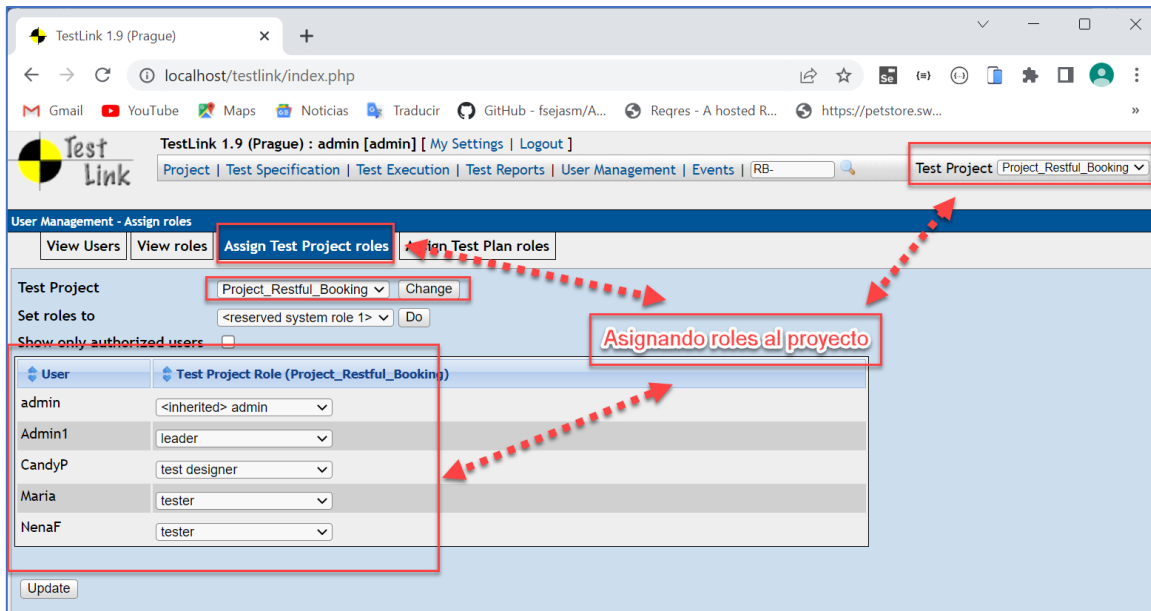 TestLink 1.9 (Prague)
localhost/testlink/index.php
Se
Gmail YouTube Maps Noticias Traducir GitHub - fsejasm/A... Reqres - A hosted R... https://petstore.sw... »
Test Link
TestLink 1.9 (Prague) : admin [admin] [ My Settings | Logout ]
Project | Test Specification | Test Execution | Test Reports | User Management | Events | RB-
Test Project Project_Restful_Booking
User Management - Assign roles
View Users View roles Assign Test Project roles Assign Test Plan roles
Test Project Project_Restful_Booking Change
Set roles to <reserved system role 1> Do
Show only authorized users
Asignando roles al proyecto
User Test Project Role (Project_Restful_Booking)
admin <inherited> admin
Admin1 leader
CandyP test designer
Maria tester
NenaF tester
Update